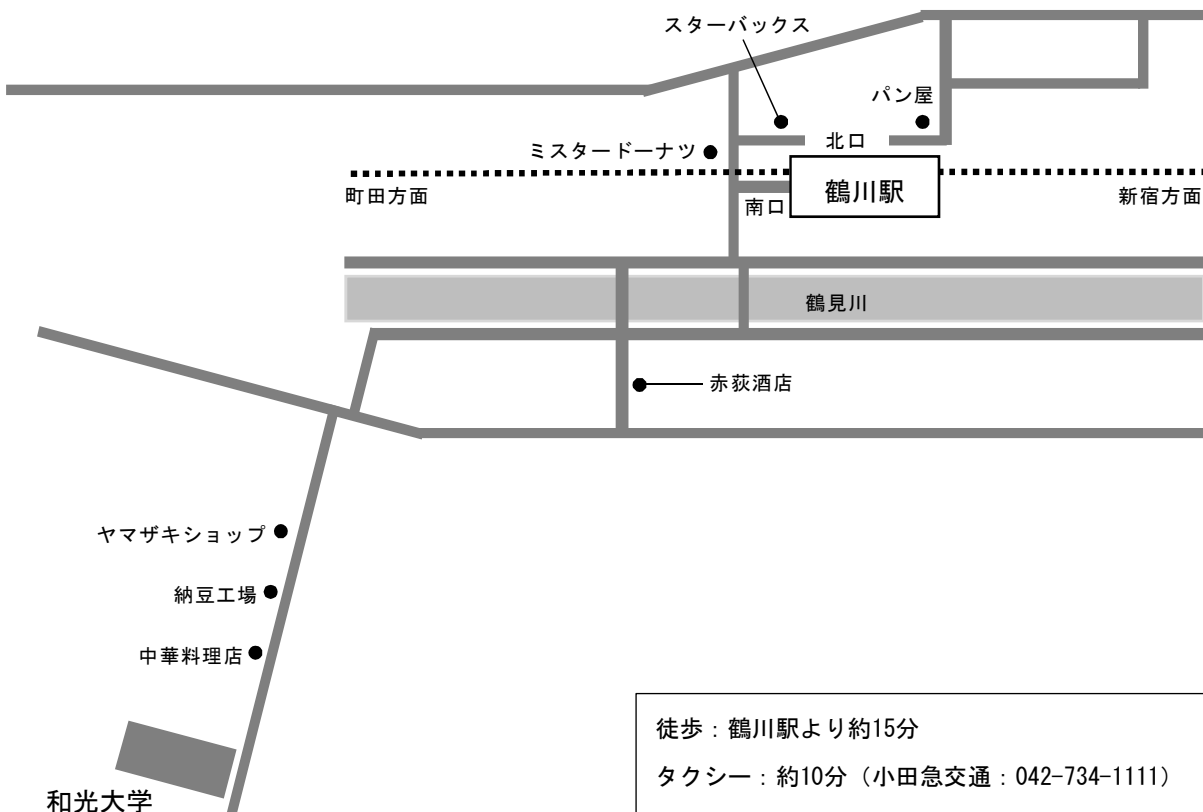 スターバックス
パン屋
北口
ミスタードーナツ
町田方面
南口
鶴川駅
新宿方面
鶴見川
赤荻酒店
ヤマザキショップ
納豆工場
中華料理店
和光大学
徒歩：鶴川駅より約15分
タクシー：約10分（小田急交通：042-734-1111）